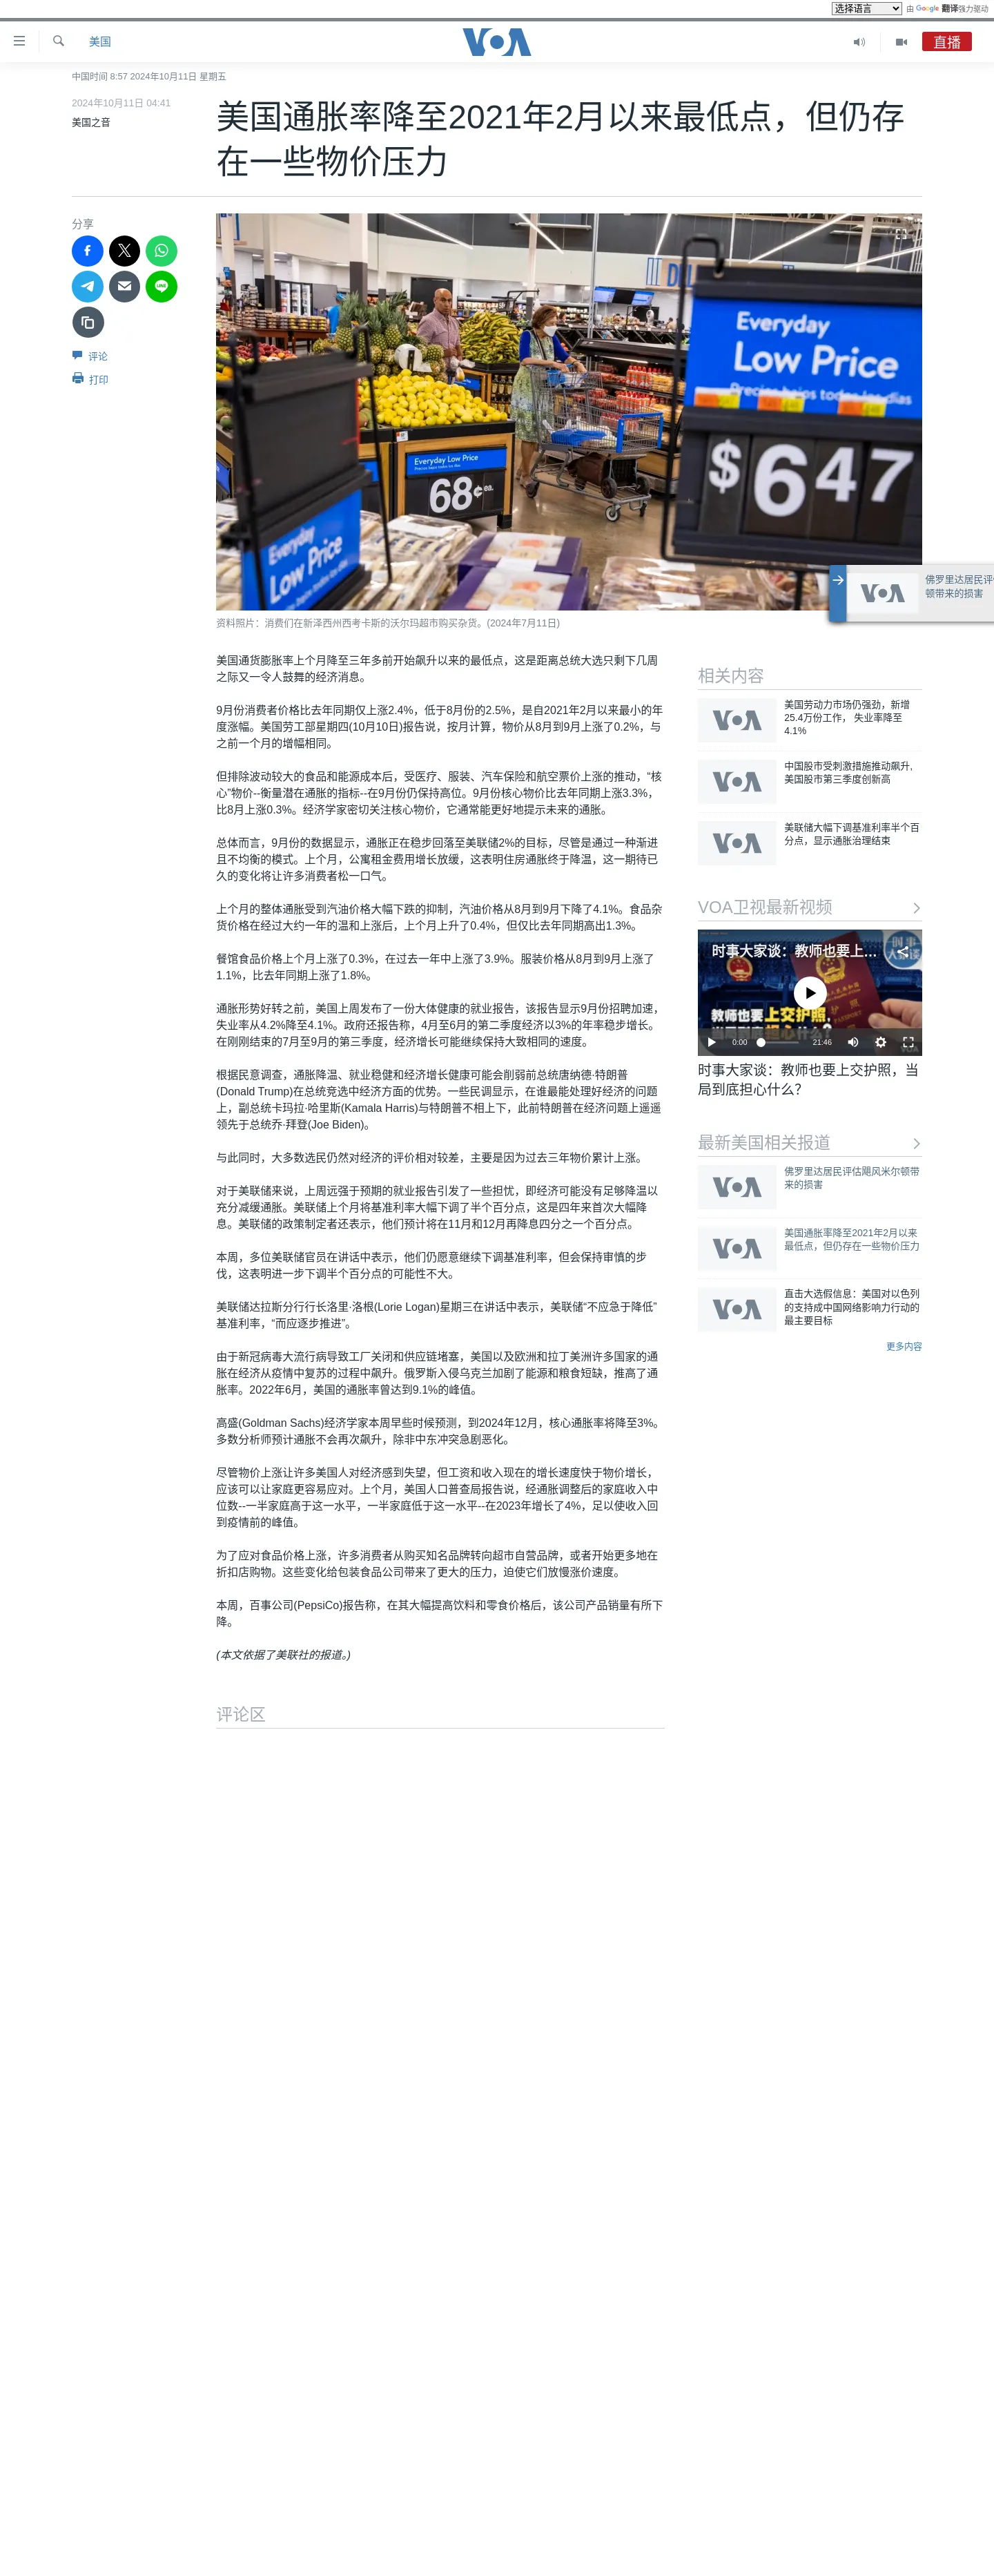 选择语言
由 Google 翻译强力驱动
美国
VOA
直播
中国时间 8:57 2024年10月11日 星期五
2024年10月11日 04:41
美国之音
美国通胀率降至2021年2月以来最低点，但仍存
在一些物价压力
分享
评论
打印
Everyday
Low Price
Precios bajos todos los días
$647
Everyday Low Price
68¢ea.
Everyday
Low Price
佛罗里达居民评
顿带来的损害
资料照片：消费们在新泽西州西考卡斯的沃尔玛超市购买杂货。(2024年7月11日)
美国通货膨胀率上个月降至三年多前开始飙升以来的最低点，这是距离总统大选只剩下几周
之际又一令人鼓舞的经济消息。
9月份消费者价格比去年同期仅上涨2.4%，低于8月份的2.5%，是自2021年2月以来最小的年
度涨幅。美国劳工部星期四(10月10日)报告说，按月计算，物价从8月到9月上涨了0.2%，与
之前一个月的增幅相同。
但排除波动较大的食品和能源成本后，受医疗、服装、汽车保险和航空票价上涨的推动，“核
心”物价--衡量潜在通胀的指标--在9月份仍保持高位。9月份核心物价比去年同期上涨3.3%，
比8月上涨0.3%。经济学家密切关注核心物价，它通常能更好地提示未来的通胀。
总体而言，9月份的数据显示，通胀正在稳步回落至美联储2%的目标，尽管是通过一种渐进
且不均衡的模式。上个月，公寓租金费用增长放缓，这表明住房通胀终于降温，这一期待已
久的变化将让许多消费者松一口气。
上个月的整体通胀受到汽油价格大幅下跌的抑制，汽油价格从8月到9月下降了4.1%。食品杂
货价格在经过大约一年的温和上涨后，上个月上升了0.4%，但仅比去年同期高出1.3%。
餐馆食品价格上个月上涨了0.3%，在过去一年中上涨了3.9%。服装价格从8月到9月上涨了
1.1%，比去年同期上涨了1.8%。
通胀形势好转之前，美国上周发布了一份大体健康的就业报告，该报告显示9月份招聘加速，
失业率从4.2%降至4.1%。政府还报告称，4月至6月的第二季度经济以3%的年率稳步增长。
在刚刚结束的7月至9月的第三季度，经济增长可能继续保持大致相同的速度。
根据民意调查，通胀降温、就业稳健和经济增长健康可能会削弱前总统唐纳德·特朗普
(Donald Trump)在总统竞选中经济方面的优势。一些民调显示，在谁最能处理好经济的问题
上，副总统卡玛拉·哈里斯(Kamala Harris)与特朗普不相上下，此前特朗普在经济问题上遥遥
领先于总统乔·拜登(Joe Biden)。
与此同时，大多数选民仍然对经济的评价相对较差，主要是因为过去三年物价累计上涨。
对于美联储来说，上周远强于预期的就业报告引发了一些担忧，即经济可能没有足够降温以
充分减缓通胀。美联储上个月将基准利率大幅下调了半个百分点，这是四年来首次大幅降
息。美联储的政策制定者还表示，他们预计将在11月和12月再降息四分之一个百分点。
本周，多位美联储官员在讲话中表示，他们仍愿意继续下调基准利率，但会保持审慎的步
伐，这表明进一步下调半个百分点的可能性不大。
美联储达拉斯分行行长洛里·洛根(Lorie Logan)星期三在讲话中表示，美联储“不应急于降低”
基准利率，“而应逐步推进”。
由于新冠病毒大流行病导致工厂关闭和供应链堵塞，美国以及欧洲和拉丁美洲许多国家的通
胀在经济从疫情中复苏的过程中飙升。俄罗斯入侵乌克兰加剧了能源和粮食短缺，推高了通
胀率。2022年6月，美国的通胀率曾达到9.1%的峰值。
高盛(Goldman Sachs)经济学家本周早些时候预测，到2024年12月，核心通胀率将降至3%。
多数分析师预计通胀不会再次飙升，除非中东冲突急剧恶化。
尽管物价上涨让许多美国人对经济感到失望，但工资和收入现在的增长速度快于物价增长，
应该可以让家庭更容易应对。上个月，美国人口普查局报告说，经通胀调整后的家庭收入中
位数--一半家庭高于这一水平，一半家庭低于这一水平--在2023年增长了4%，足以使收入回
到疫情前的峰值。
为了应对食品价格上涨，许多消费者从购买知名品牌转向超市自营品牌，或者开始更多地在
折扣店购物。这些变化给包装食品公司带来了更大的压力，迫使它们放慢涨价速度。
本周，百事公司(PepsiCo)报告称，在其大幅提高饮料和零食价格后，该公司产品销量有所下
降。
(本文依据了美联社的报道。)
评论区
相关内容
VOA
美国劳动力市场仍强劲，新增
25.4万份工作， 失业率降至
4.1%
VOA
中国股市受刺激措施推动飙升,
美国股市第三季度创新高
VOA
美联储大幅下调基准利率半个百
分点，显示通胀治理结束
VOA卫视最新视频
时事大家谈：教师也要上...
教师也要上交护照，
0:00
21:46
时事大家谈：教师也要上交护照，当
局到底担心什么？
最新美国相关报道
VOA
佛罗里达居民评估飓风米尔顿带
来的损害
VOA
美国通胀率降至2021年2月以来
最低点，但仍存在一些物价压力
VOA
直击大选假信息：美国对以色列
的支持成中国网络影响力行动的
最主要目标
更多内容